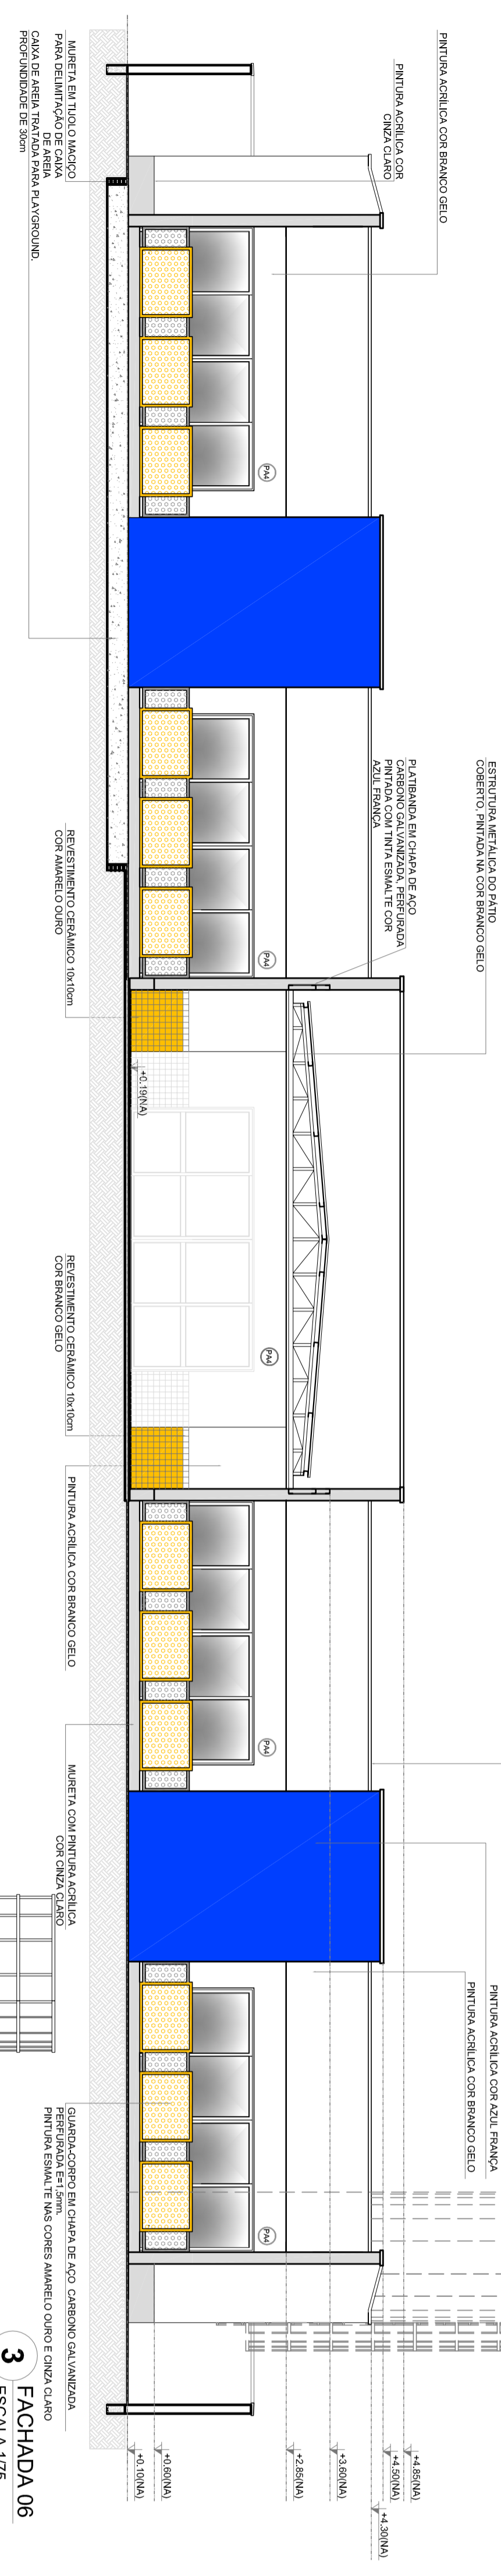 PINTURA ACRÍLICA COR BRANCO GELO
PINTURA ACRÍLICA COR
CINZA CLARO
MURETA EM TIJOLO MACIÇO
PARA DELIMITAÇÃO DE CAIXA
DE AREIA
CAIXA DE AREIA TRATADA PARA PLAYGROUND.
PROFUNDIDADE DE 30cm
PA4
ESTRUTURA METÁLICA DO PÁTIO
COBERTO, PINTADA NA COR BRANCO GELO
PLATIBANDA EM CHAPA DE AÇO
CARBONO GALVANIZADA, PERFURADA
PINTADA COM TINTA ESMALTE COR
AZUL FRANÇA
PA4
REVESTIMENTO CERÂMICO 10x10cm
COR AMARELO OURO
+0.19(NA)
PA4
REVESTIMENTO CERÂMICO 10x10cm
COR BRANCO GELO
PINTURA ACRÍLICA COR BRANCO GELO
PA4
MURETA COM PINTURA ACRÍLICA
COR CINZA CLARO
PINTURA ACRÍLICA COR AZUL FRANÇA
PINTURA ACRÍLICA COR BRANCO GELO
PA4
GUARDA-CORPO EM CHAPA DE AÇO CARBONO GALVANIZADA
PERFURADA E=1,5mm.
PINTURA ESMALTE NAS CORES AMARELO OURO E CINZA CLARO
+4.85(NA)
+4.50(NA)
+4.30(NA)
+3.60(NA)
+2.85(NA)
+0.60(NA)
+0.10(NA)
3
FACHADA 06
ESCALA 1/75